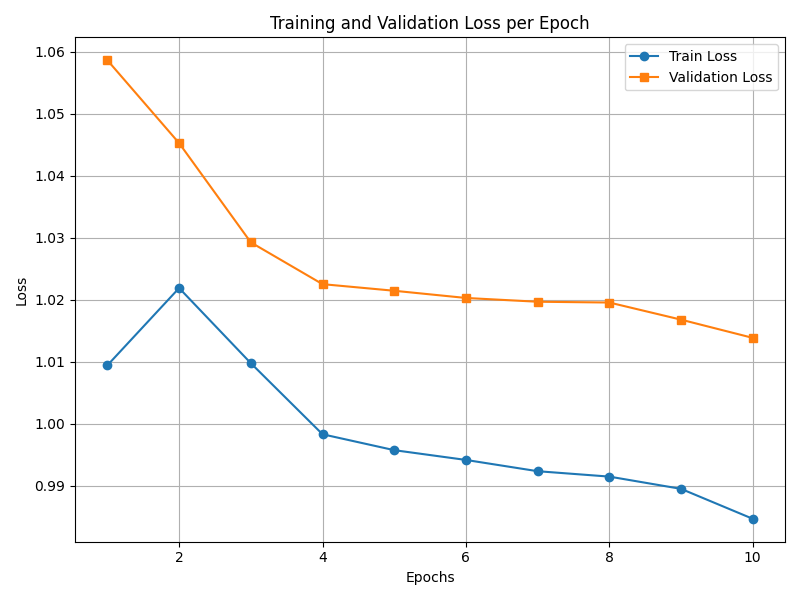 Training and Validation Loss per Epoch
Train Loss
Validation Loss
1.06
1.05
1.04
1.03
1.02
1.01
1.00
0.99
Loss
2 4 6 8 10
Epochs